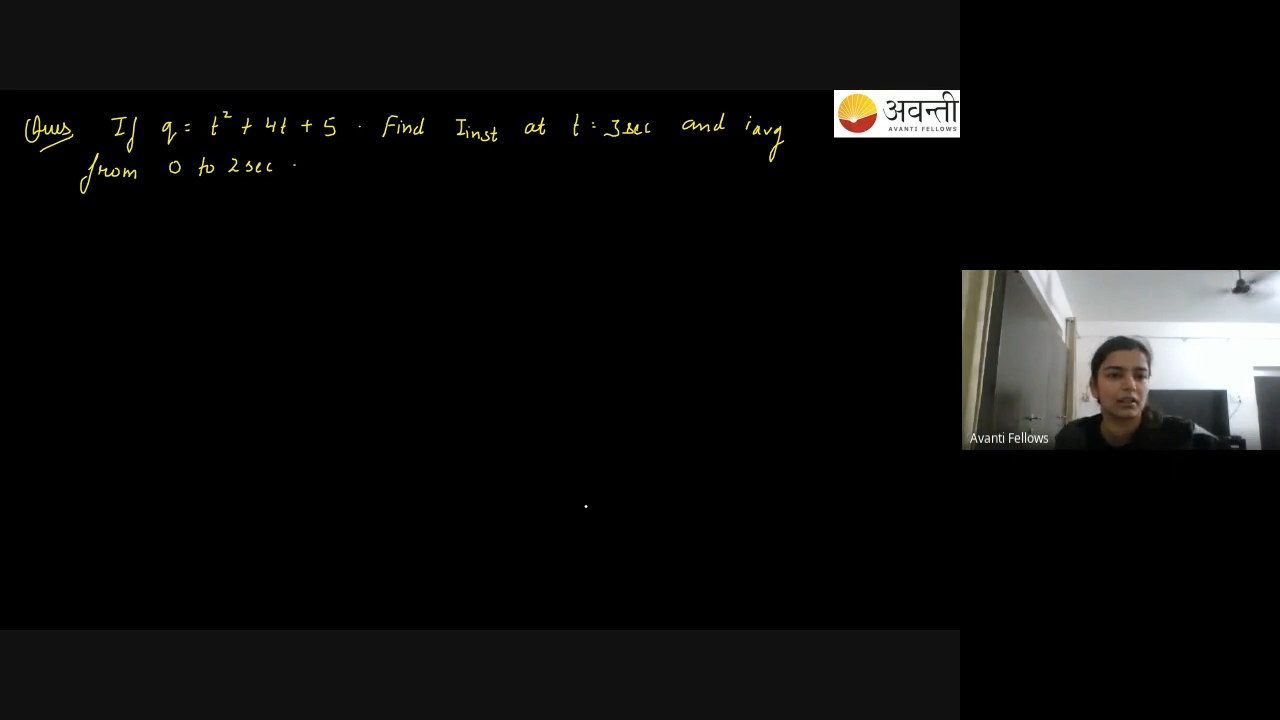 Ques If q = t² + 4t + 5 . Find Iinst at t = 3sec and iavg
from 0 to 2sec .
अवन्ती
AVANTI FELLOWS
Avanti Fellows